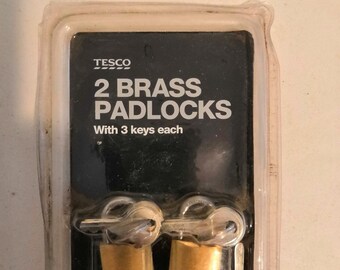 TESCO
2 BRASS
PADLOCKS
With 3 keys each